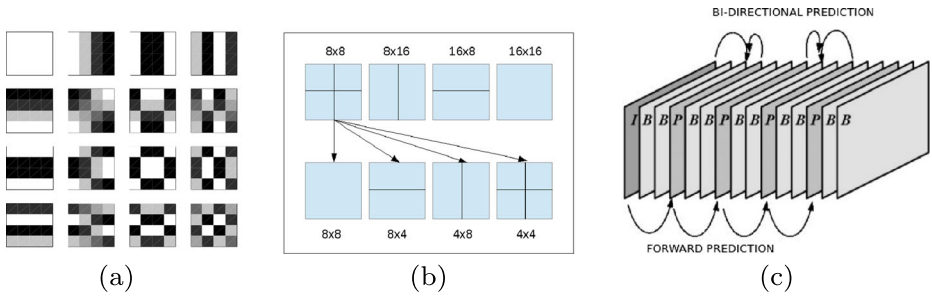 BI-DIRECTIONAL PREDICTION
8x8 8x16 16x8 16x16
I B B P B B P B B P B B P B B
8x8 8x4 4x8 4x4
FORWARD PREDICTION
(a) (b) (c)